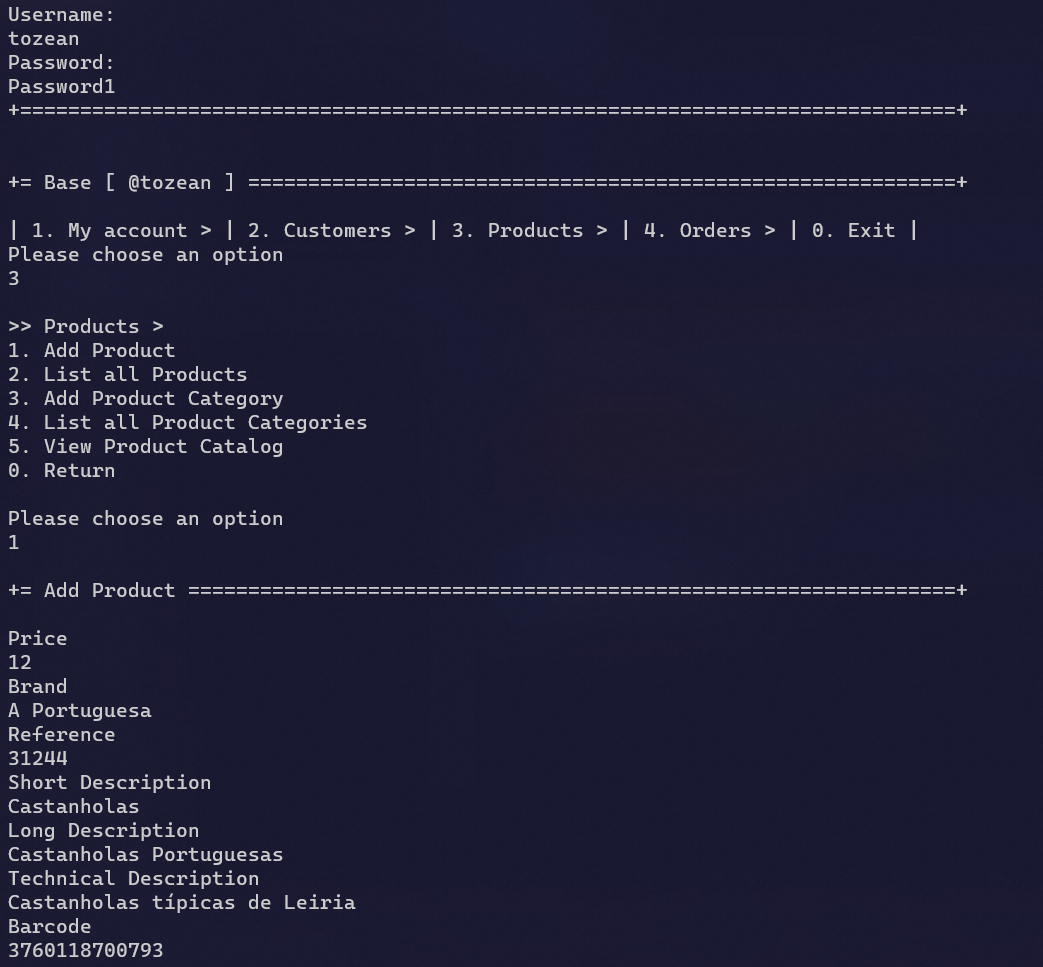 Username:
tozean
Password:
Password1
+==============================================================================+
+= Base [ @tozean ] ===========================================================+
| 1. My account > | 2. Customers > | 3. Products > | 4. Orders > | 0. Exit |
Please choose an option
3
>> Products >
1. Add Product
2. List all Products
3. Add Product Category
4. List all Product Categories
5. View Product Catalog
0. Return
Please choose an option
1
+= Add Product ================================================================+
Price
12
Brand
A Portuguesa
Reference
31244
Short Description
Castanholas
Long Description
Castanholas Portuguesas
Technical Description
Castanholas típicas de Leiria
Barcode
3760118700793